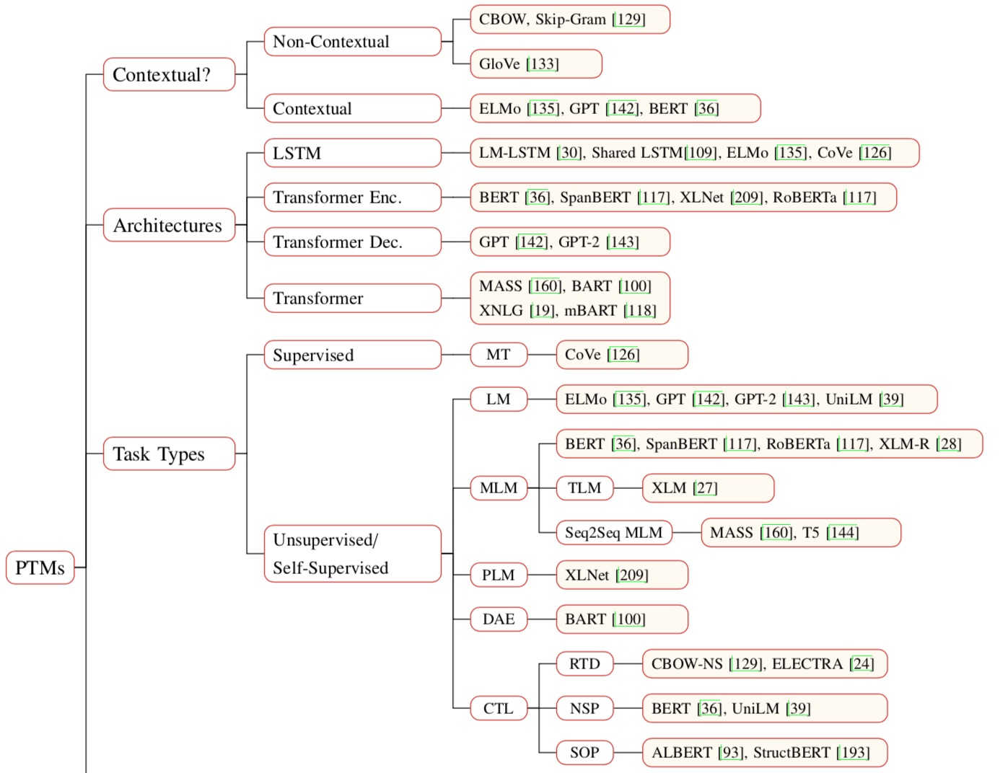 CBOW, Skip-Gram [129]
Non-Contextual
GloVe [133]
Contextual?
Contextual
ELMo [135], GPT [142], BERT [36]
LSTM
LM-LSTM [30], Shared LSTM[109], ELMo [135], CoVe [126]
Transformer Enc.
BERT [36], SpanBERT [117], XLNet [209], RoBERTa [117]
Architectures
Transformer Dec.
GPT [142], GPT-2 [143]
Transformer
MASS [160], BART [100]
XNLG [19], mBART [118]
Supervised
MT
CoVe [126]
LM
ELMo [135], GPT [142], GPT-2 [143], UniLM [39]
BERT [36], SpanBERT [117], RoBERTa [117], XLM-R [28]
Task Types
MLM
TLM
XLM [27]
Seq2Seq MLM
MASS [160], T5 [144]
Unsupervised/
Self-Supervised
PTMs
PLM
XLNet [209]
DAE
BART [100]
RTD
CBOW-NS [129], ELECTRA [24]
CTL
NSP
BERT [36], UniLM [39]
SOP
ALBERT [93], StructBERT [193]